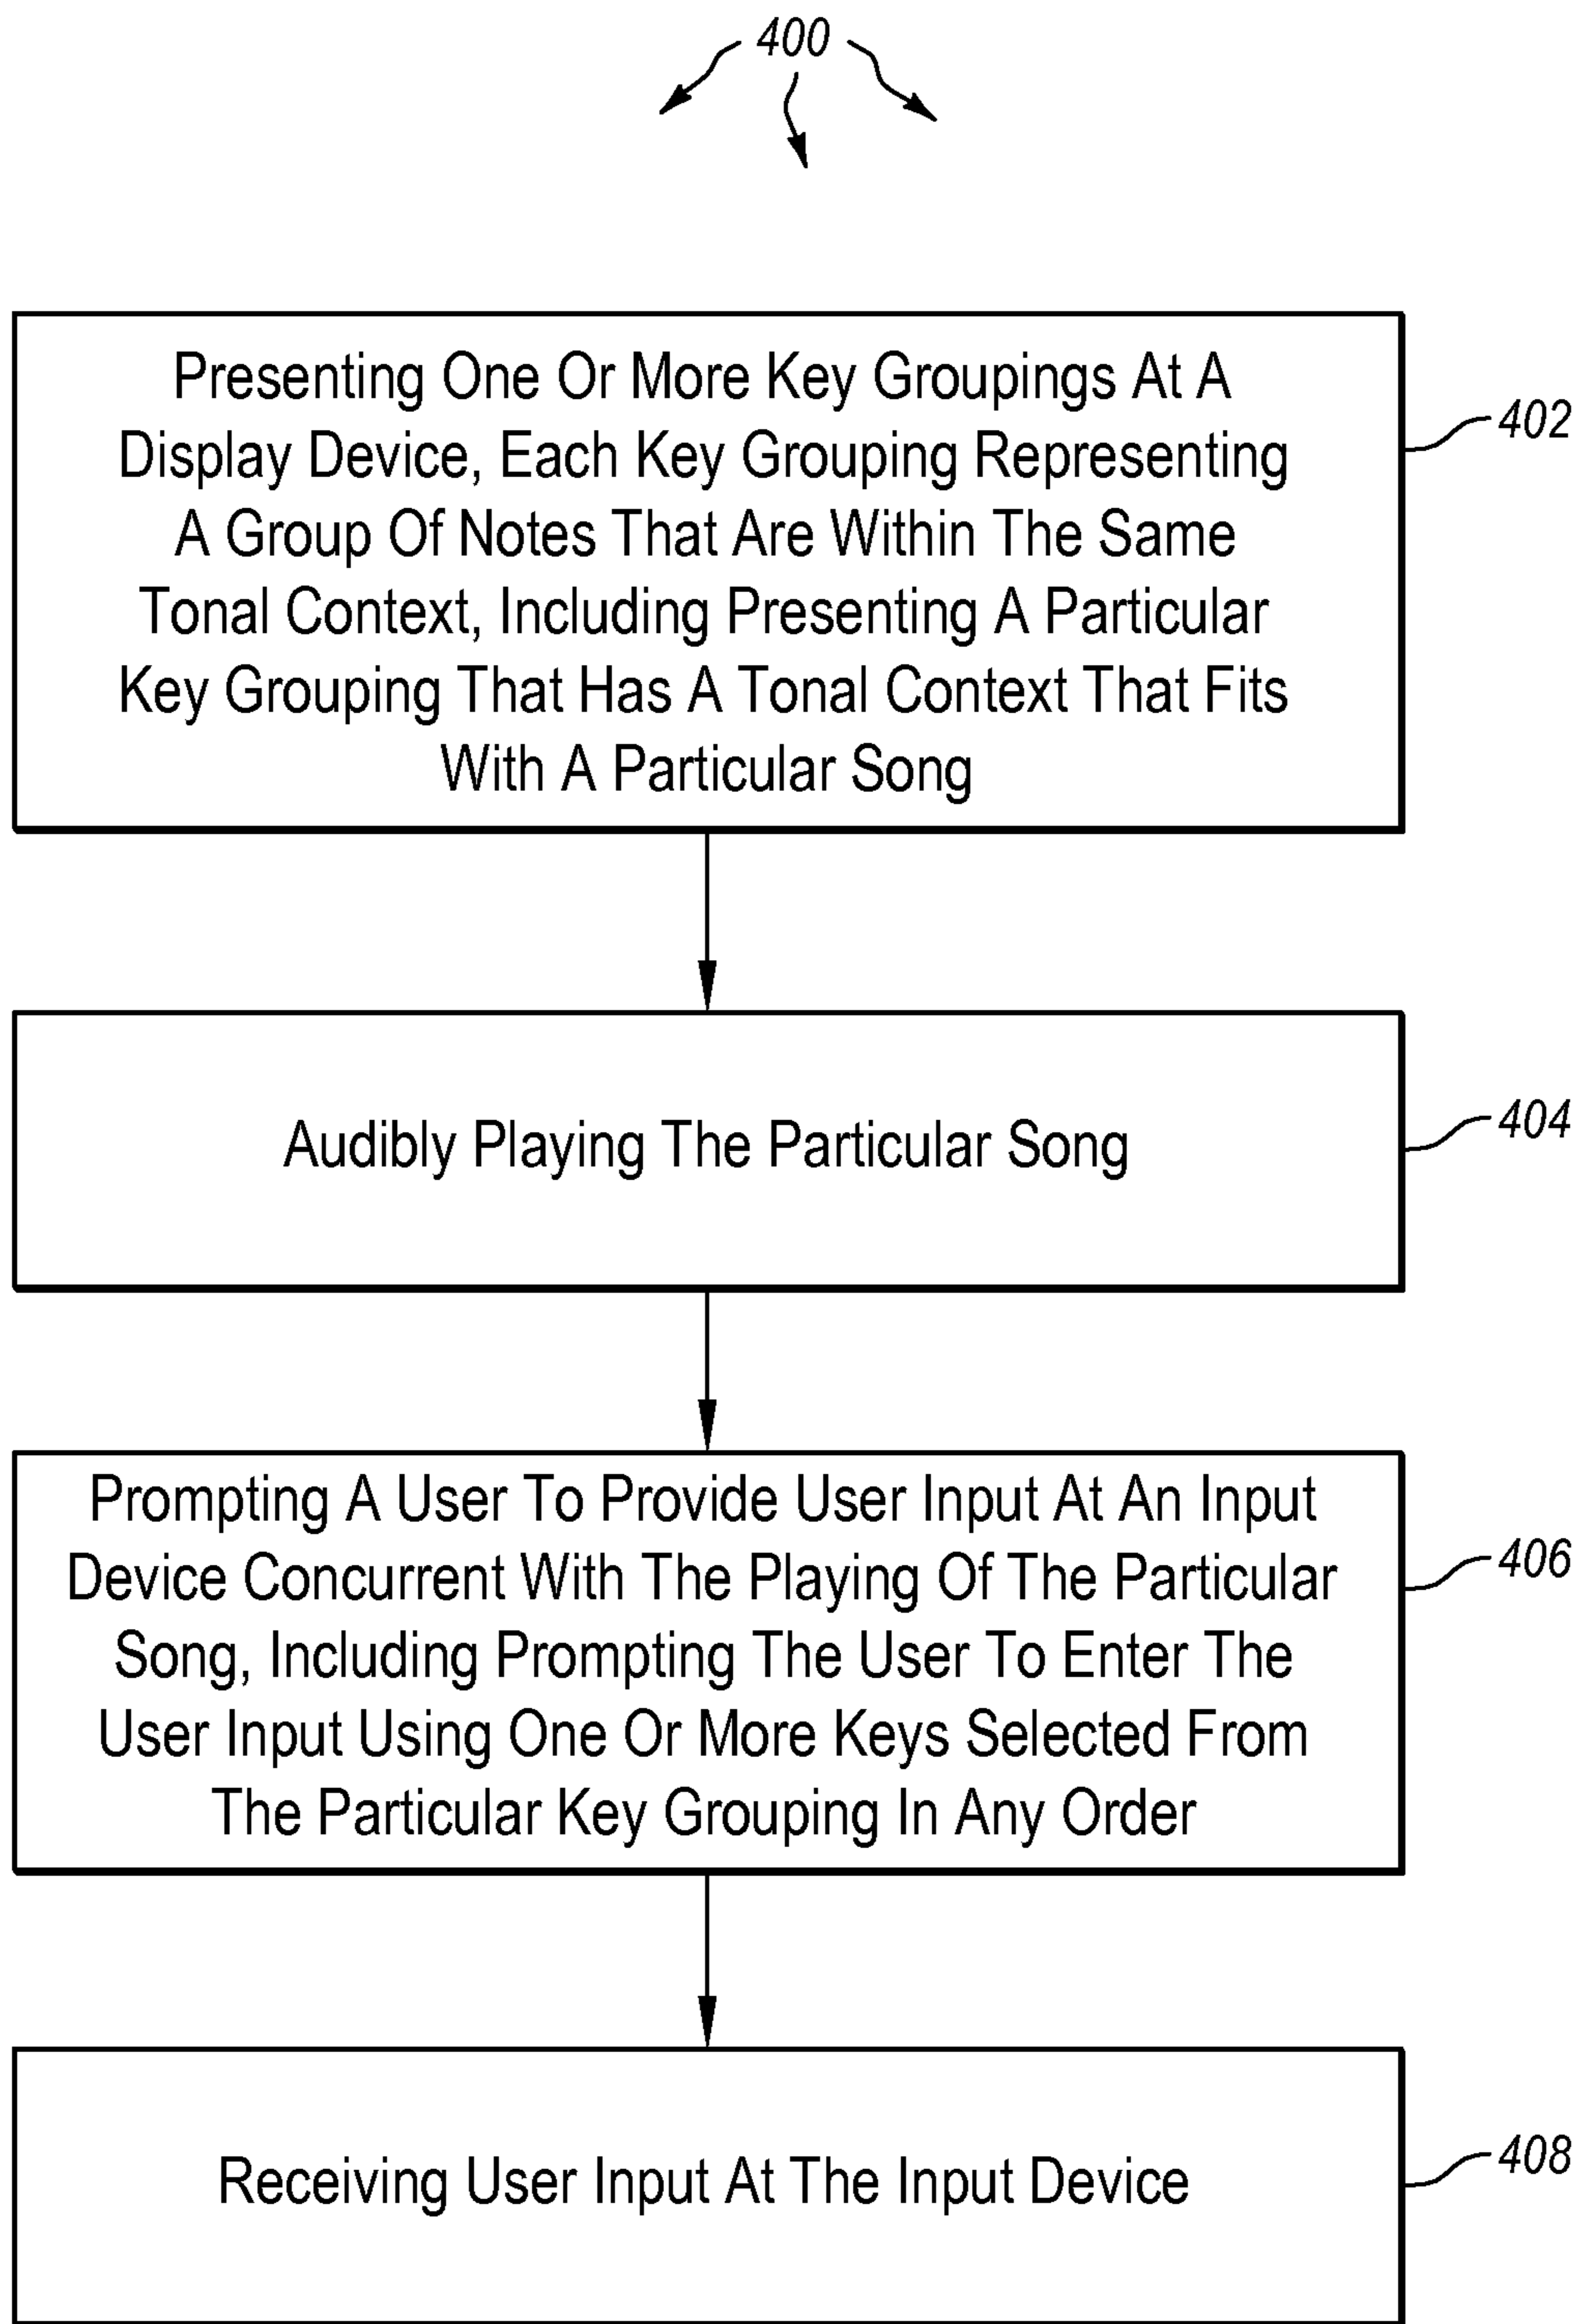 400
Presenting One Or More Key Groupings At A
Display Device, Each Key Grouping Representing
A Group Of Notes That Are Within The Same
Tonal Context, Including Presenting A Particular
Key Grouping That Has A Tonal Context That Fits
With A Particular Song
402
Audibly Playing The Particular Song
404
Prompting A User To Provide User Input At An Input
Device Concurrent With The Playing Of The Particular
Song, Including Prompting The User To Enter The
User Input Using One Or More Keys Selected From
The Particular Key Grouping In Any Order
406
Receiving User Input At The Input Device
408